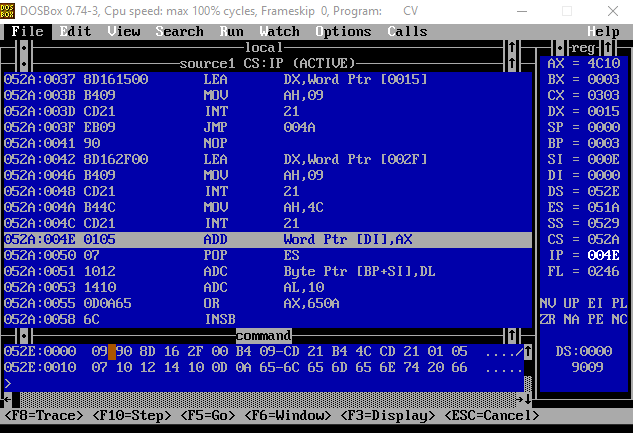 DOSBox 0.74-3, Cpu speed: max 100% cycles, Frameskip 0, Program: CV
File Edit View Search Run Watch Options Calls Help
local
source1 CS:IP (ACTIVE)
052A:0037 8D161500 LEA DX,Word Ptr [0015]
052A:003B B409 MOV AH,09
052A:003D CD21 INT 21
052A:003F EB09 JMP 004A
052A:0041 90 NOP
052A:0042 8D162F00 LEA DX,Word Ptr [002F]
052A:0046 B409 MOV AH,09
052A:0048 CD21 INT 21
052A:004A B44C MOV AH,4C
052A:004C CD21 INT 21
052A:004E 0105 ADD Word Ptr [DI],AX
052A:0050 07 POP ES
052A:0051 1012 ADC Byte Ptr [BP+SI],DL
052A:0053 1410 ADC AL,10
052A:0055 0D0A65 OR AX,650A
052A:0058 6C INSB
command
052E:0000 09 90 8D 16 2F 00 B4 09-CD 21 B4 4C CD 21 01 05 ..../
052E:0010 07 10 12 14 10 0D 0A 65-6C 65 6D 65 6E 74 20 66 .....
>
reg
AX = 4C10
BX = 0003
CX = 0303
DX = 0015
SP = 0000
BP = 0003
SI = 000E
DI = 0000
DS = 052E
ES = 051A
SS = 0529
CS = 052A
IP = 004E
FL = 0246
NV UP EI PL
ZR NA PE NC
DS:0000
9009
<F8=Trace> <F10=Step> <F5=Go> <F6=Window> <F3=Display> <ESC=Cancel>